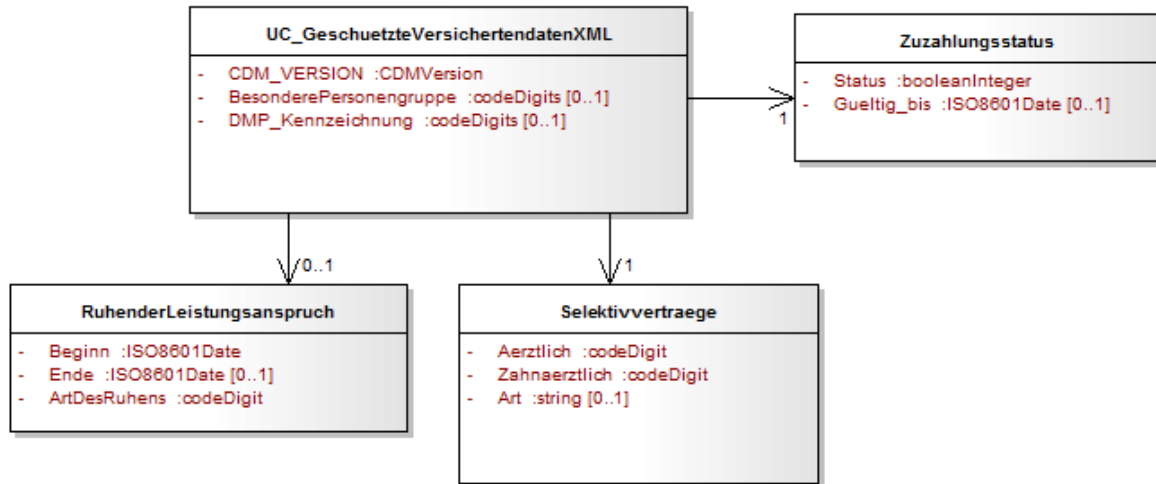 UC_GeschuetzteVersichertendatenXML
- CDM_VERSION :CDMVersion
- BesonderePersonengruppe :codeDigits [0..1]
- DMP_Kennzeichnung :codeDigits [0..1]
1
Zuzahlungsstatus
- Status :booleanInteger
- Gueltig_bis :ISO8601Date [0..1]
0..1
1
RuhenderLeistungsanspruch
- Beginn :ISO8601Date
- Ende :ISO8601Date [0..1]
- ArtDesRuhens :codeDigit
Selektivvertraege
- Aerztlich :codeDigit
- Zahnaerztlich :codeDigit
- Art :string [0..1]